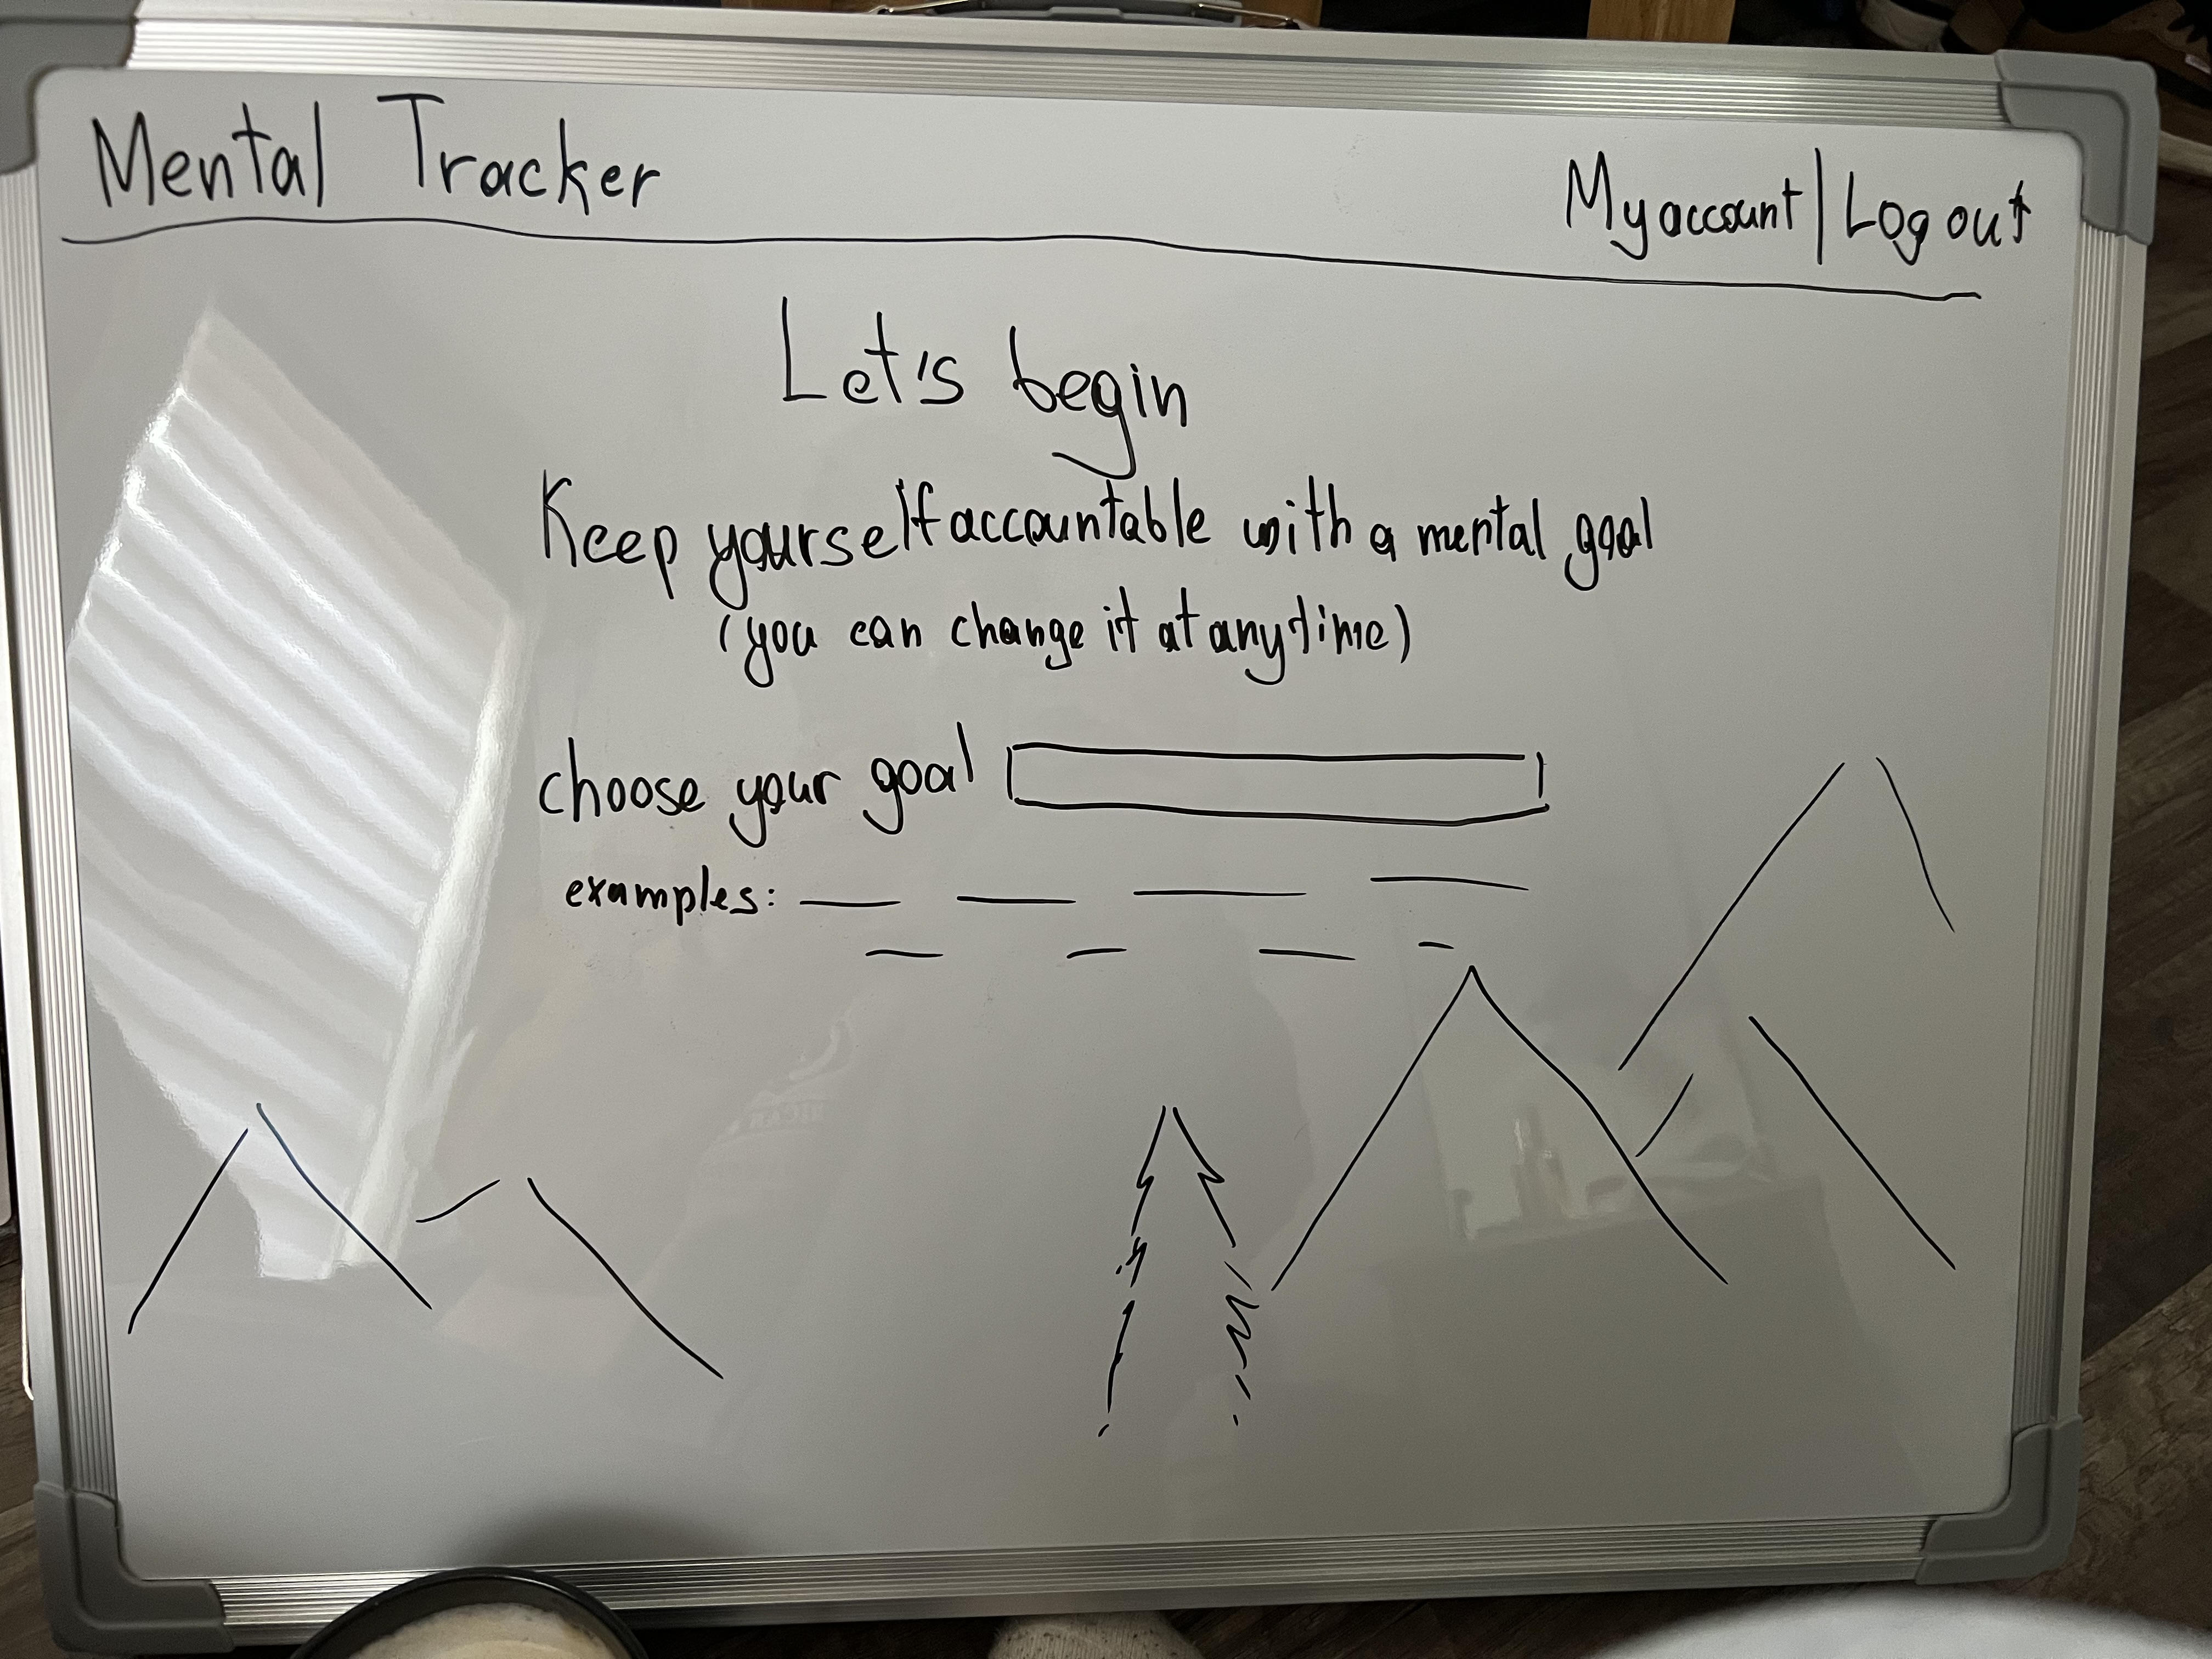 Mental Tracker
My account | Log out
Let's begin
Keep yourself accountable with a mental goal
(you can change it at anytime)
choose your goal
examples: